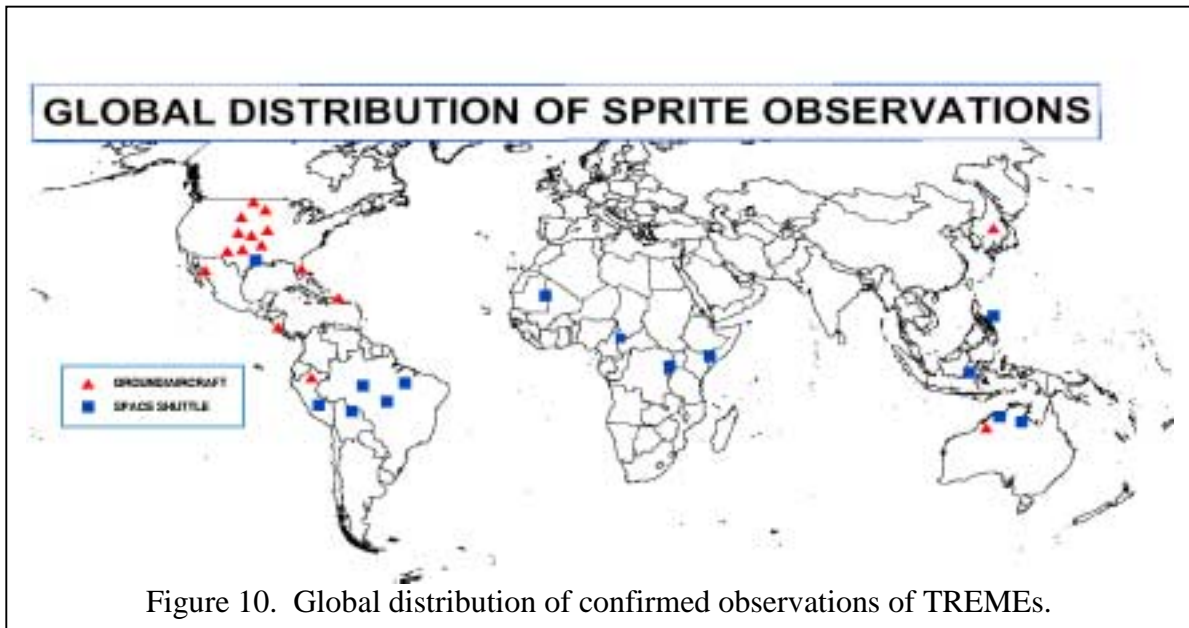 GLOBAL DISTRIBUTION OF SPRITE OBSERVATIONS
GROUND/AIRCRAFT
SPACE SHUTTLE
Figure 10. Global distribution of confirmed observations of TREMEs.